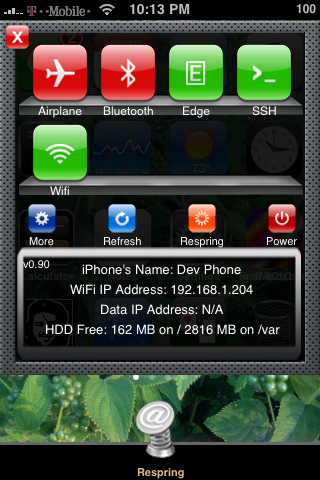 T··Mobile· 10:13 PM 100
X
Airplane Bluetooth Edge SSH
Wifi
More Refresh Respring Power
v0.90
iPhone's Name: Dev Phone
WiFi IP Address: 192.168.1.204
Data IP Address: N/A
HDD Free: 162 MB on / 2816 MB on /var
Respring